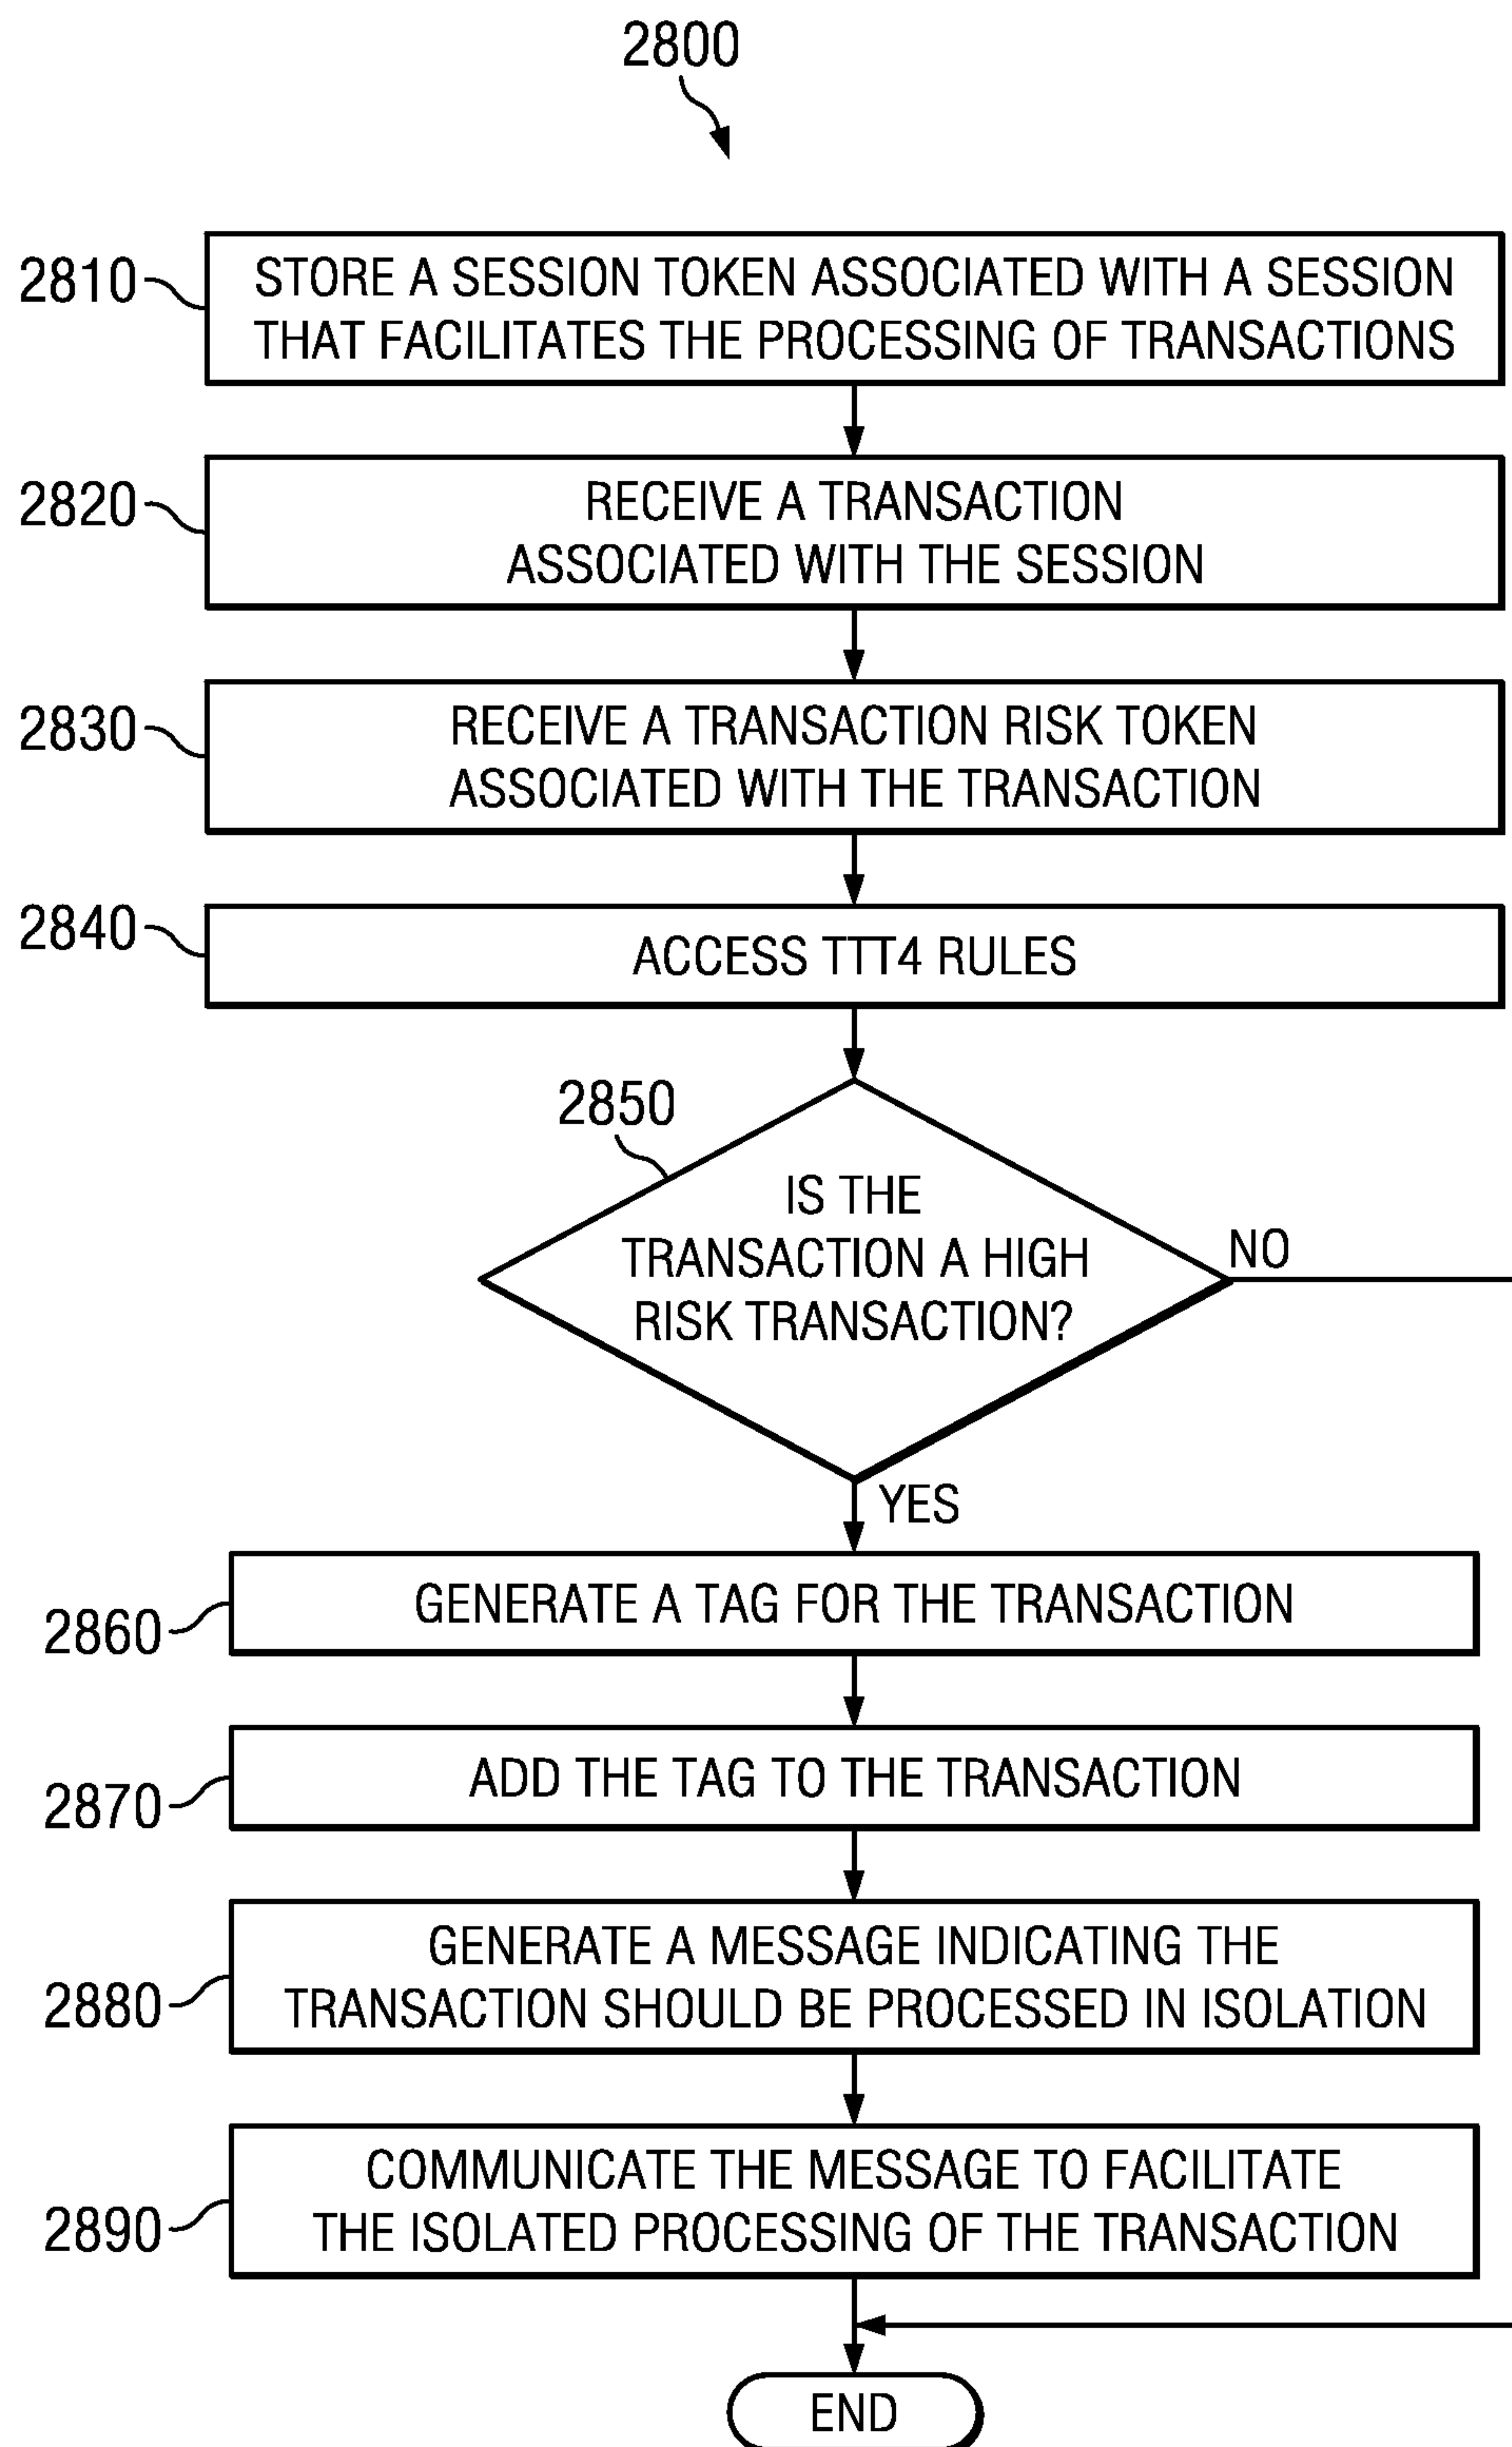 2800
2810
STORE A SESSION TOKEN ASSOCIATED WITH A SESSION
THAT FACILITATES THE PROCESSING OF TRANSACTIONS
2820
RECEIVE A TRANSACTION
ASSOCIATED WITH THE SESSION
2830
RECEIVE A TRANSACTION RISK TOKEN
ASSOCIATED WITH THE TRANSACTION
2840
ACCESS TTT4 RULES
2850
IS THE
TRANSACTION A HIGH
RISK TRANSACTION?
NO
YES
2860
GENERATE A TAG FOR THE TRANSACTION
2870
ADD THE TAG TO THE TRANSACTION
2880
GENERATE A MESSAGE INDICATING THE
TRANSACTION SHOULD BE PROCESSED IN ISOLATION
2890
COMMUNICATE THE MESSAGE TO FACILITATE
THE ISOLATED PROCESSING OF THE TRANSACTION
END